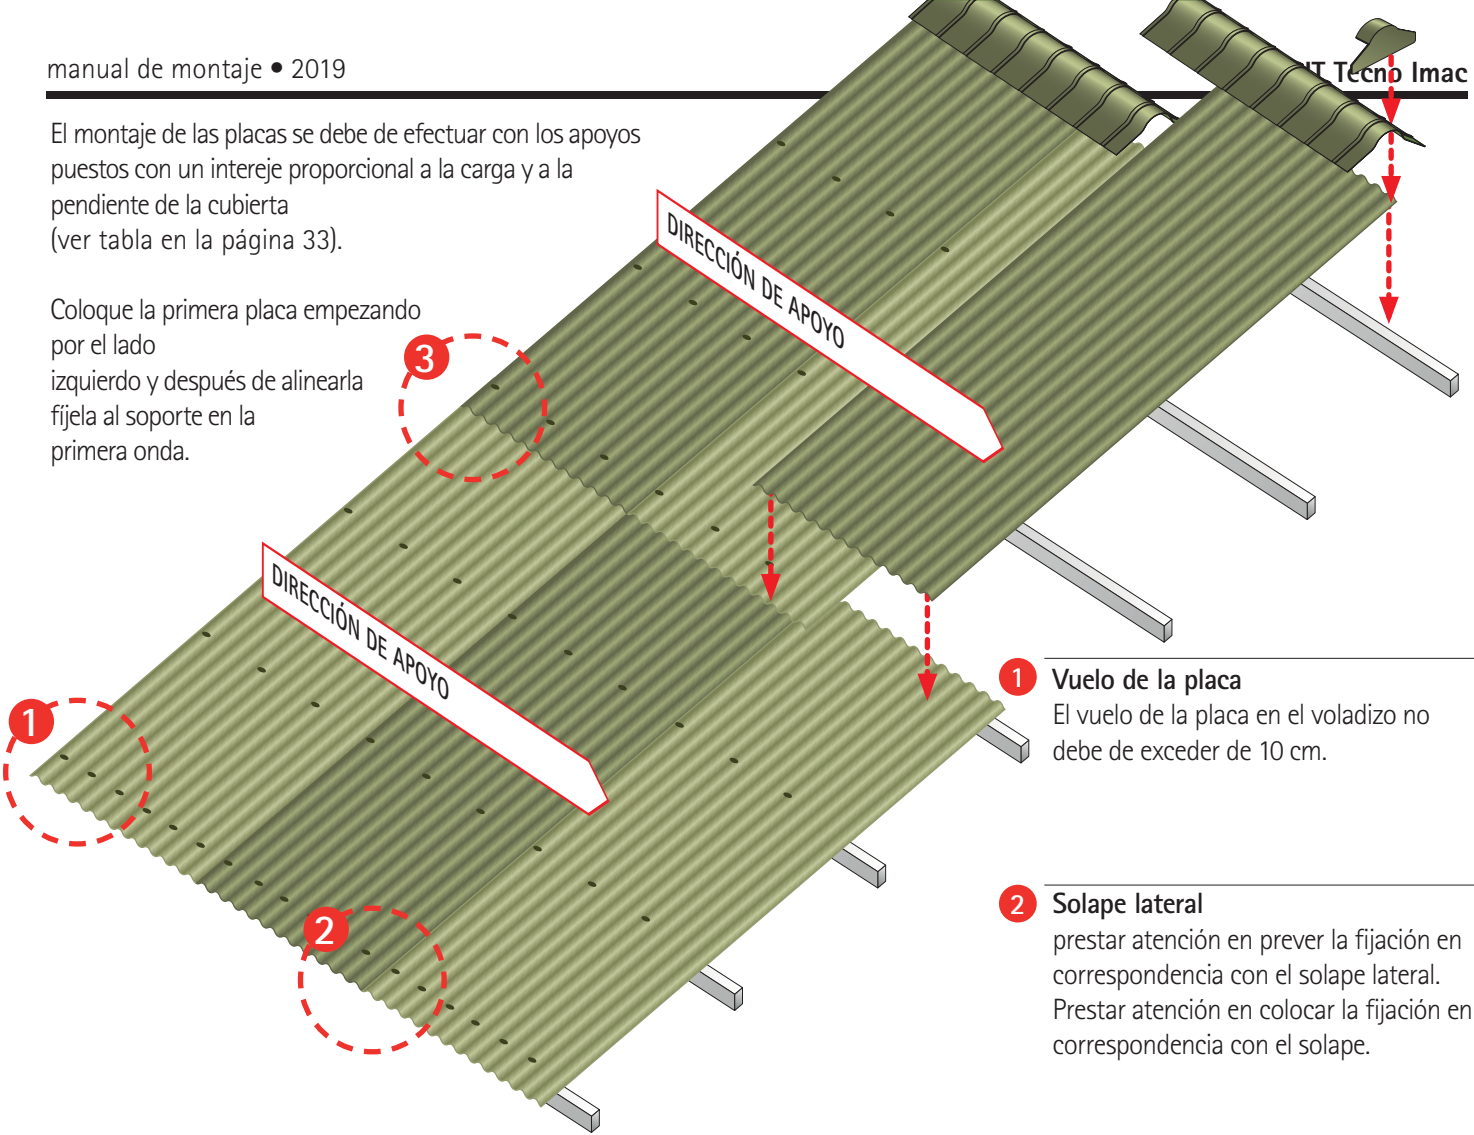 manual de montaje • 2019
IT Tecno Imac
El montaje de las placas se debe de efectuar con los apoyos
puestos con un intereje proporcional a la carga y a la
pendiente de la cubierta
(ver tabla en la página 33).
Coloque la primera placa empezando
por el lado
izquierdo y después de alinearla
fíjela al soporte en la
primera onda.
DIRECCIÓN DE APOYO
3
DIRECCIÓN DE APOYO
1
2
1 Vuelo de la placa
El vuelo de la placa en el voladizo no
debe de exceder de 10 cm.
2 Solape lateral
prestar atención en prever la fijación en
correspondencia con el solape lateral.
Prestar atención en colocar la fijación en
correspondencia con el solape.